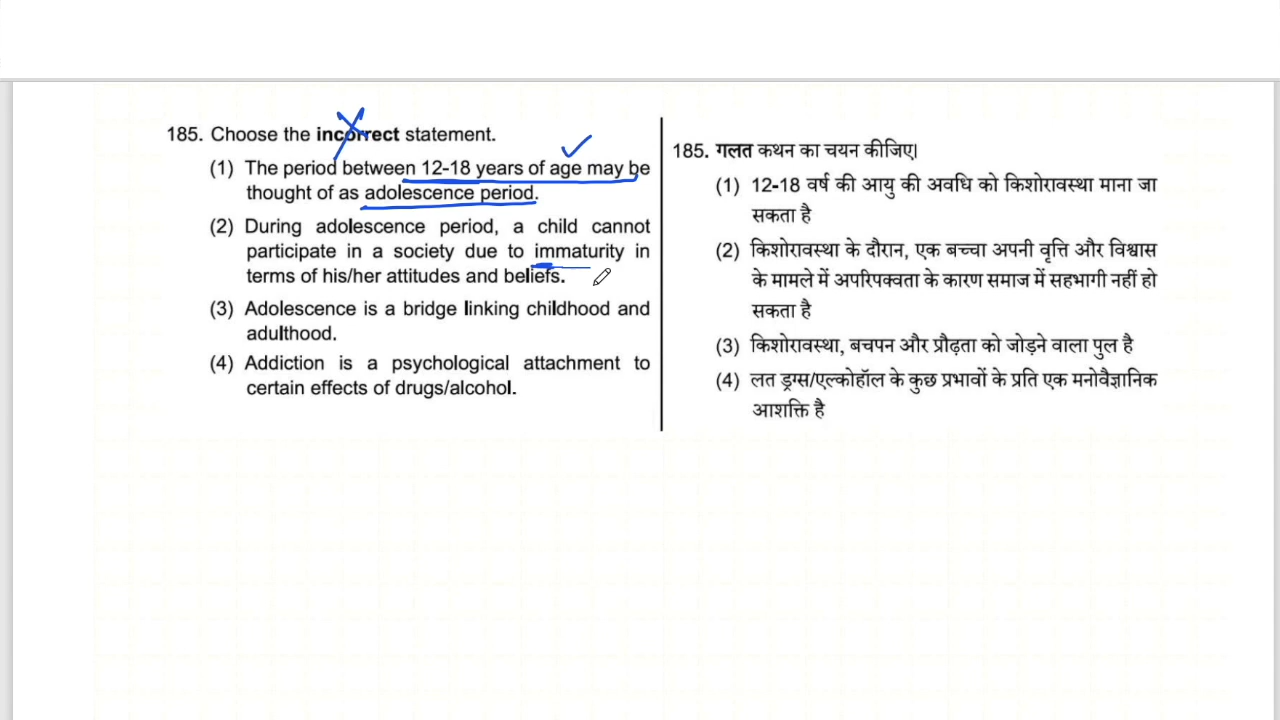 185. Choose the incorrect statement.
(1) The period between 12-18 years of age may be
thought of as adolescence period.
(2) During adolescence period, a child cannot
participate in a society due to immaturity in
terms of his/her attitudes and beliefs.
(3) Adolescence is a bridge linking childhood and
adulthood.
(4) Addiction is a psychological attachment to
certain effects of drugs/alcohol.
185. गलत कथन का चयन कीजिए।
(1) 12-18 वर्ष की आयु की अवधि को किशोरावस्था माना जा
सकता है
(2) किशोरावस्था के दौरान, एक बच्चा अपनी वृत्ति और विश्वास
के मामले में अपरिपक्वता के कारण समाज में सहभागी नहीं हो
सकता है
(3) किशोरावस्था, बचपन और प्रौढ़ता को जोड़ने वाला पुल है
(4) लत ड्रग्स/एल्कोहॉल के कुछ प्रभावों के प्रति एक मनोवैज्ञानिक
आशक्ति है